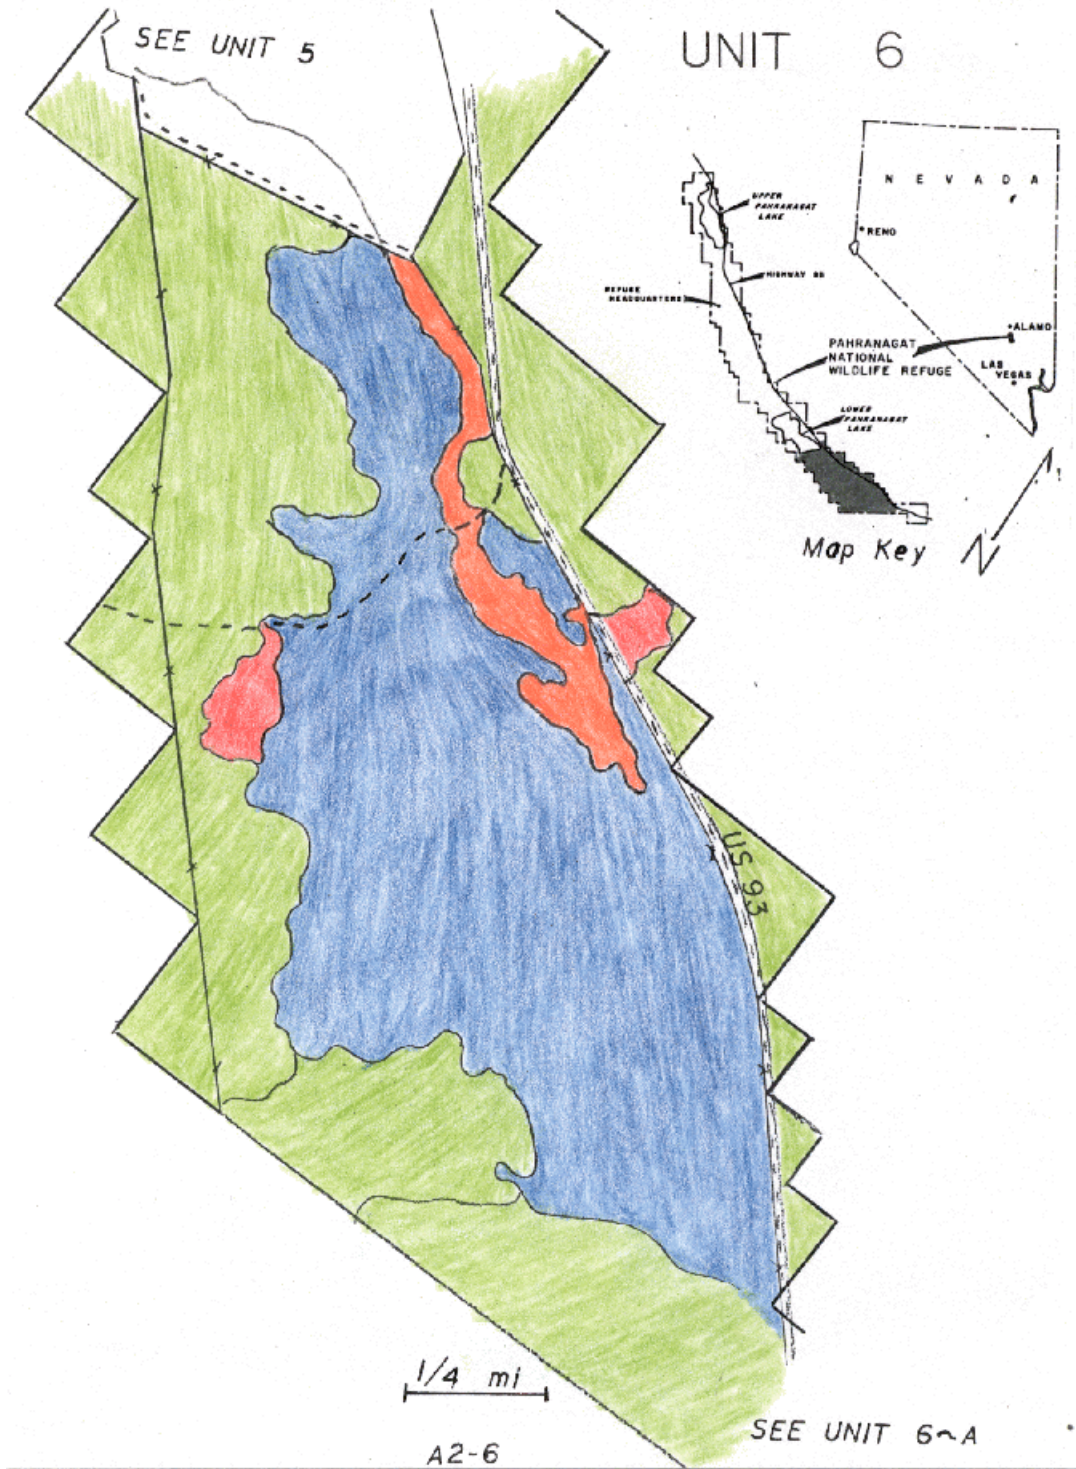 SEE UNIT 5
UNIT 6
NEVADA
UPPER
PAHRANAGAT
LAKE
RENO
HIGHWAY 93
REFUGE
HEADQUARTERS
ALAMO
PAHRANAGAT
NATIONAL
WILDLIFE REFUGE
LAS
VEGAS
LOWER
PAHRANAGAT
LAKE
Map Key
N
US 93
1/4 mi
SEE UNIT 6~A
A2-6